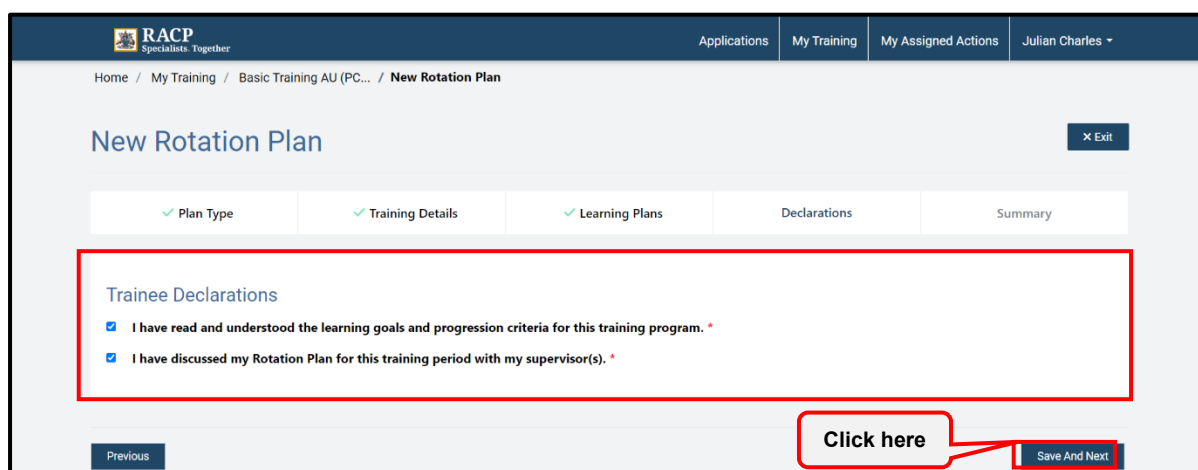 RACP
Specialists. Together
Applications
My Training
My Assigned Actions
Julian Charles
Home / My Training / Basic Training AU (PC... / New Rotation Plan
New Rotation Plan
× Exit
✓ Plan Type
✓ Training Details
✓ Learning Plans
Declarations
Summary
Trainee Declarations
I have read and understood the learning goals and progression criteria for this training program. *
I have discussed my Rotation Plan for this training period with my supervisor(s). *
Click here
Previous
Save And Next